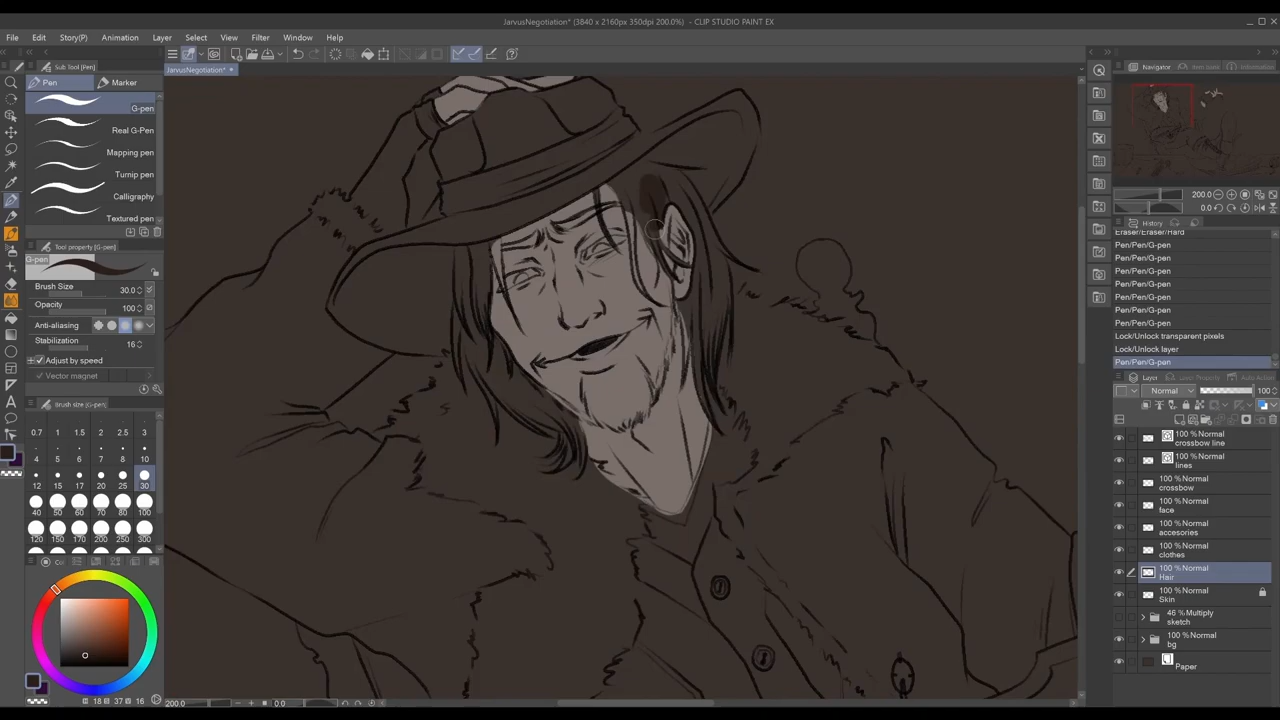 JarvusNegotiation* (3840 x 2160px 350dpi 200.0%) - CLIP STUDIO PAINT EX
File Edit Story(P) Animation Layer Select View Filter Window Help
Sub Tool [Pen]
JarvusNegotiation*
Pen Marker
G-pen
Real G-Pen
Mapping pen
Turnip pen
Calligraphy
Textured pen
Tool property [G-pen]
G-pen
Brush Size 30.0
Opacity 100
Anti-aliasing
Stabilization 16
Adjust by speed
Vector magnet
Brush size [G-pen]
0.7 1 1.5 2 2.5 3
4 5 6 7 8 10
12 15 17 20 25 30
40 50 60 70 80 100
120 150 170 200 250 300
18 37 16
200.0 0.0
Navigator Information
200.0
0.0
History
Eraser/Eraser/Hard
Pen/Pen/G-pen
Pen/Pen/G-pen
Pen/Pen/G-pen
Pen/Pen/G-pen
Pen/Pen/G-pen
Pen/Pen/G-pen
Pen/Pen/G-pen
Lock/Unlock transparent pixels
Lock/Unlock layer
Pen/Pen/G-pen
Layer Layer Property Auto Action
Normal 100
100 %Normal
crossbow line
100 %Normal
lines
100 %Normal
crossbow
100 %Normal
face
100 %Normal
accesories
100 %Normal
clothes
100 %Normal
Hair
100 %Normal
Skin
46 %Multiply
sketch
100 %Normal
bg
Paper